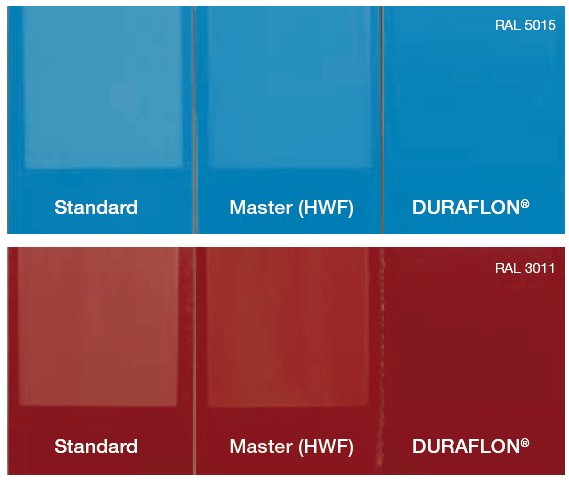 RAL 5015
Standard
Master (HWF)
DURAFLON®
RAL 3011
Standard
Master (HWF)
DURAFLON®